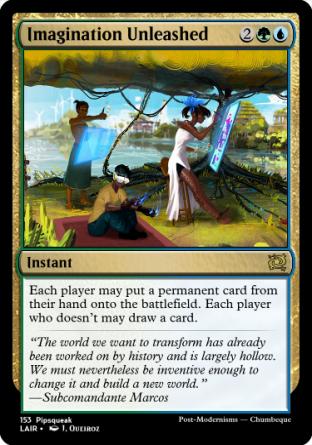 Imagination Unleashed 2
Instant
Each player may put a permanent card from
their hand onto the battlefield. Each player
who doesn't may draw a card.
“The world we want to transform has already
been worked on by history and is largely hollow.
We must nevertheless be inventive enough to
change it and build a new world.”
—Subcomandante Marcos
153 Pipsqueak
Post-Modernisms — Chumbeque
LAIR • I. Queiroz